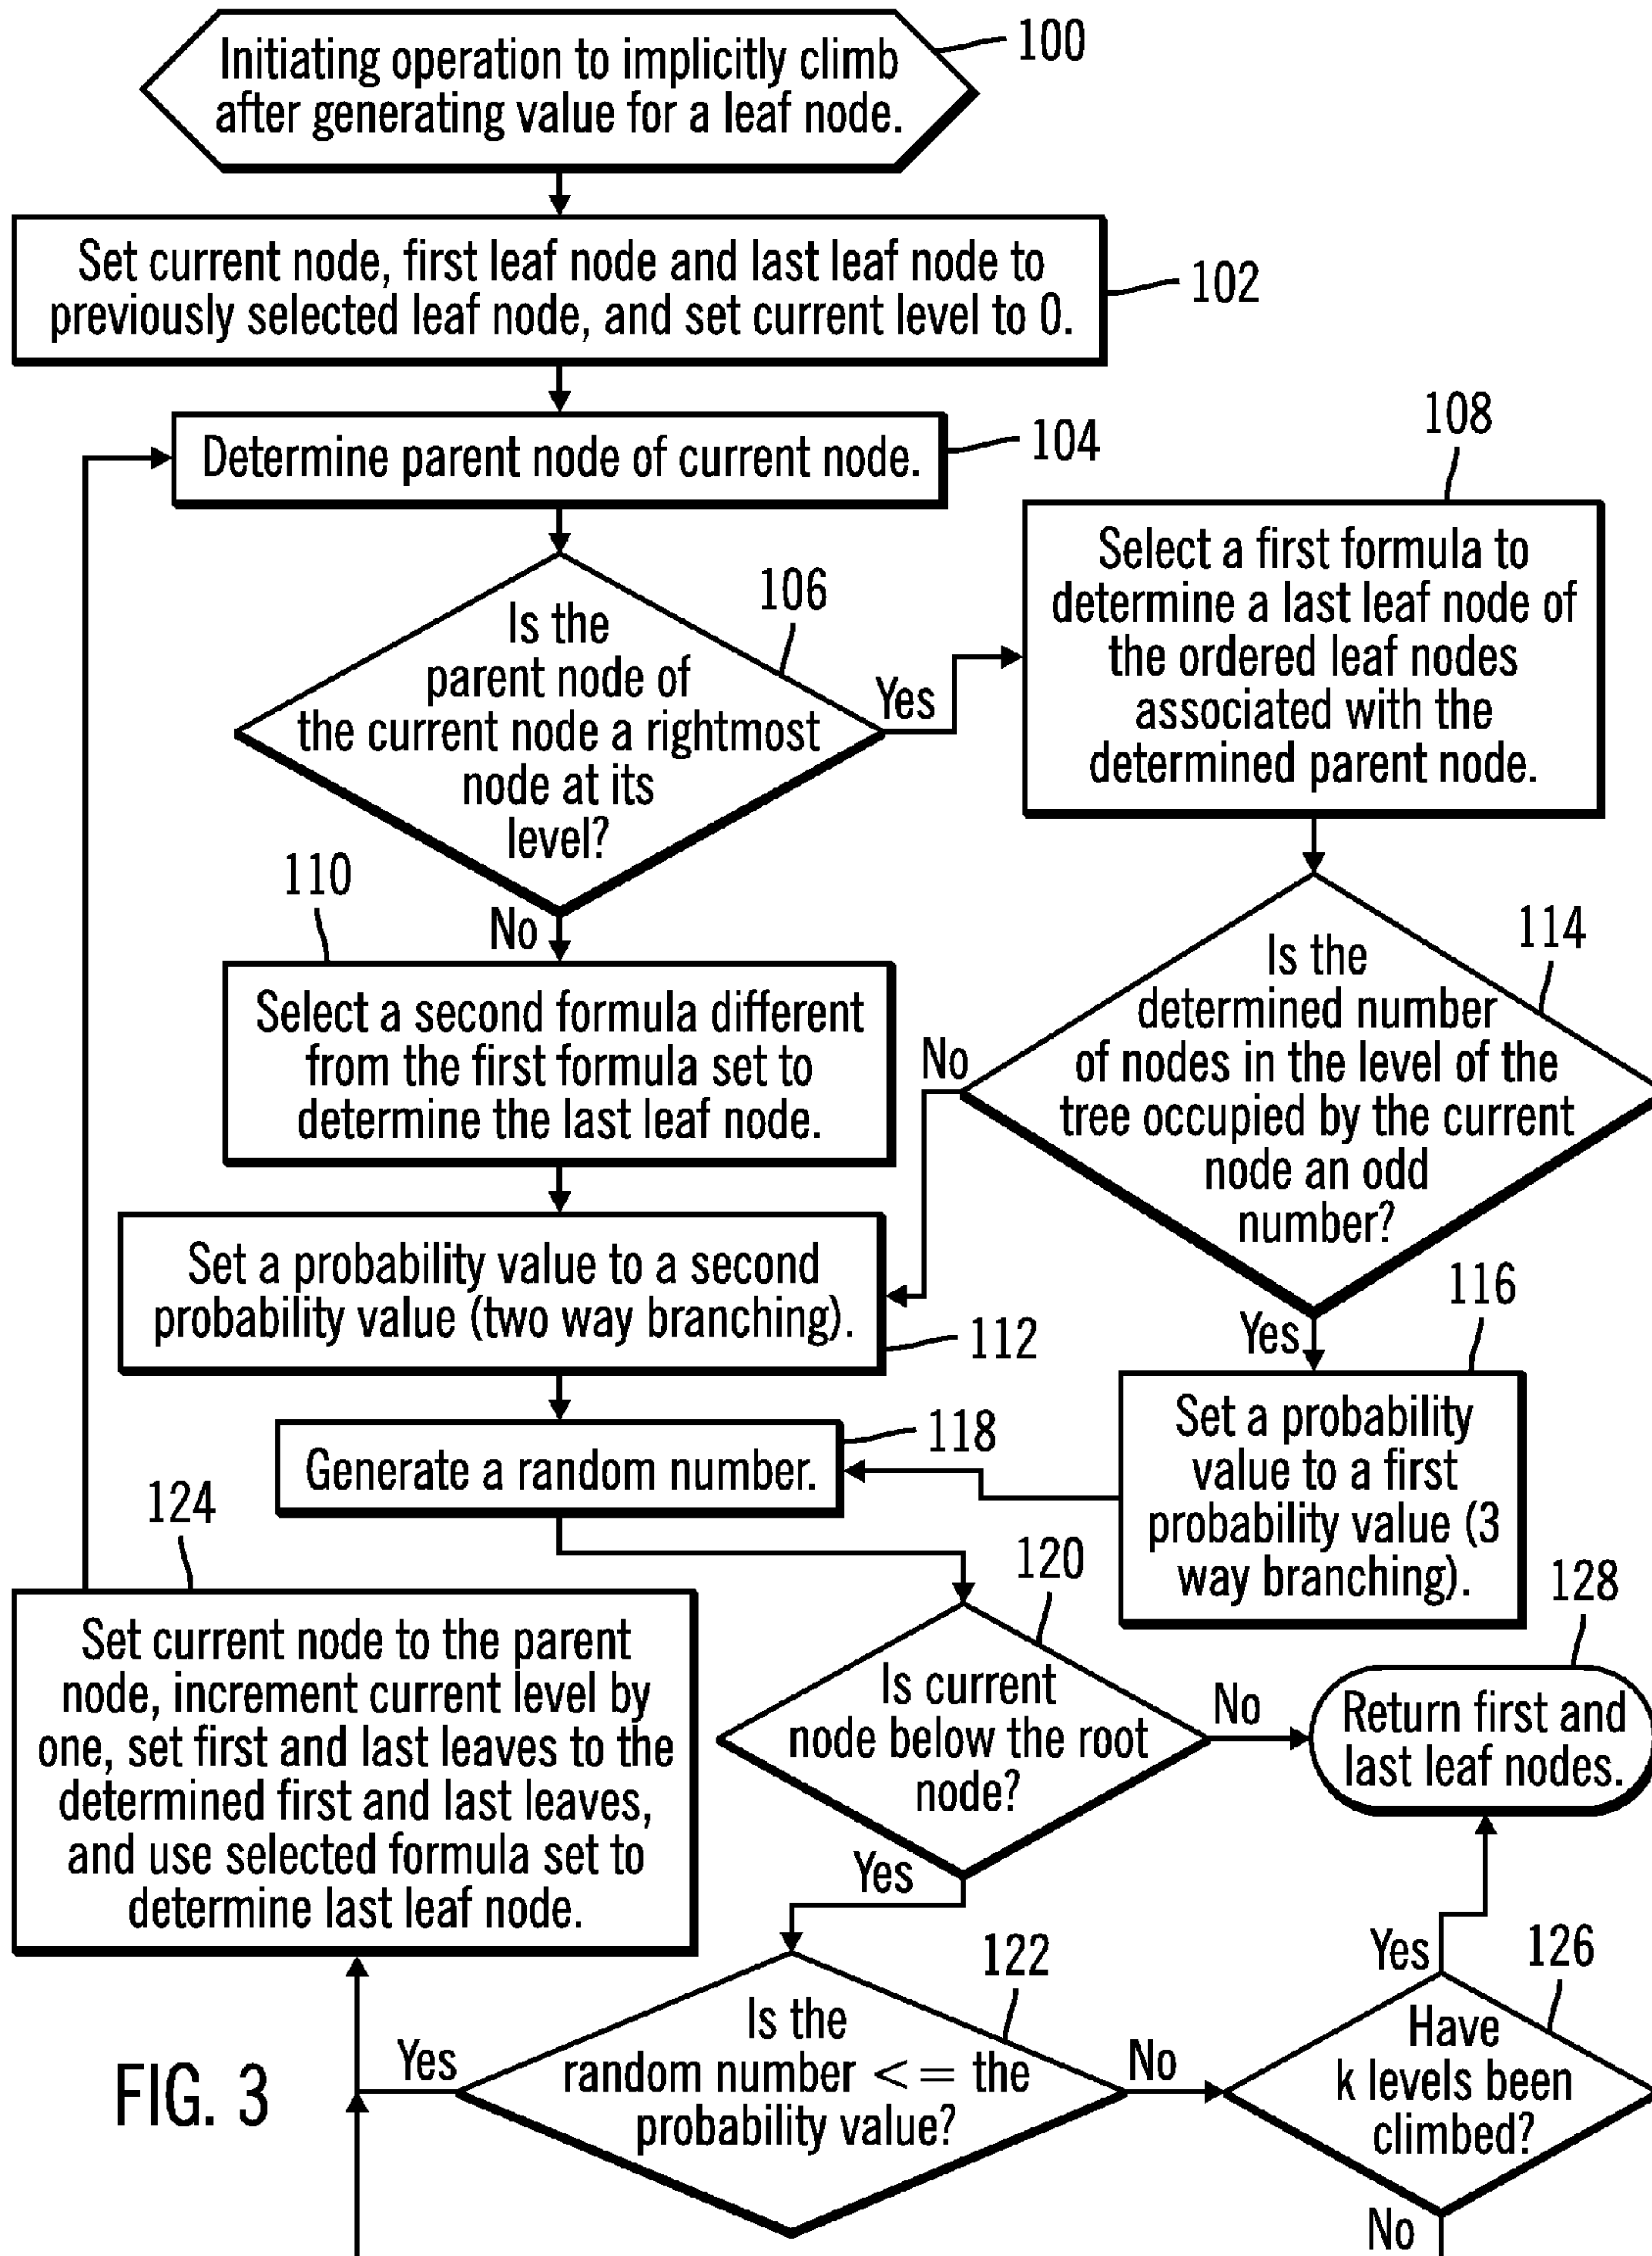 Initiating operation to implicitly climb
after generating value for a leaf node.
100
Set current node, first leaf node and last leaf node to
previously selected leaf node, and set current level to 0.
102
Determine parent node of current node.
104
108
Select a first formula to
determine a last leaf node of
the ordered leaf nodes
associated with the
determined parent node.
106
Is the
parent node of
the current node a rightmost
node at its
level?
Yes
No
110
Select a second formula different
from the first formula set to
determine the last leaf node.
114
Is the
determined number
of nodes in the level of the
tree occupied by the current
node an odd
number?
No
Yes
Set a probability value to a second
probability value (two way branching).
112
116
Set a probability
value to a first
probability value (3
way branching).
Generate a random number.
118
124
Set current node to the parent
node, increment current level by
one, set first and last leaves to the
determined first and last leaves,
and use selected formula set to
determine last leaf node.
120
Is current
node below the root
node?
No
Yes
128
Return first and
last leaf nodes.
122
Is the
random number < = the
probability value?
Yes
No
126
Have
k levels been
climbed?
Yes
No
FIG. 3